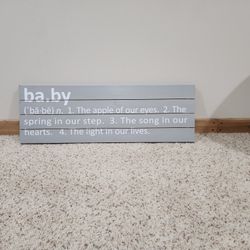 ba.by
(ˈbā-bē) n. 1. The apple of our eyes. 2. The
spring in our step. 3. The song in our
hearts. 4. The light in our lives.